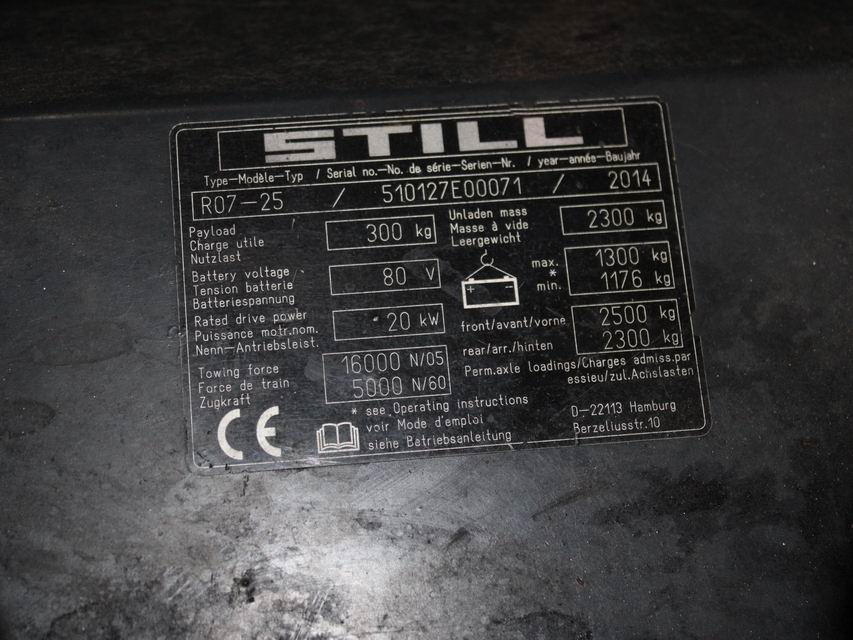 STILL
Type-Modèle-Typ / Serial no.-No. de série-Serien-Nr. / year-année-Baujahr
R07-25 / 510127E00071 / 2014
Payload
Charge utile
Nutzlast
300 kg
Unladen mass
Masse à vide
Leergewicht
2300 kg
Battery voltage
Tension batterie
Batteriespannung
80 V
+ -
max. 1300 kg
*
min. 1176 kg
Rated drive power
Puissance motr.nom.
Nenn-Antriebsleist.
20 kW
front/avant/vorne 2500 kg
rear/arr./hinten 2300 kg
Towing force
Force de train
Zugkraft
16000 N/05
5000 N/60
Perm.axle loadings/Charges admiss.par
essieu/zul.Achslasten
CE
* see Operating instructions
voir Mode d'emploi
siehe Betriebsanleitung
D-22113 Hamburg
Berzeliusstr.10